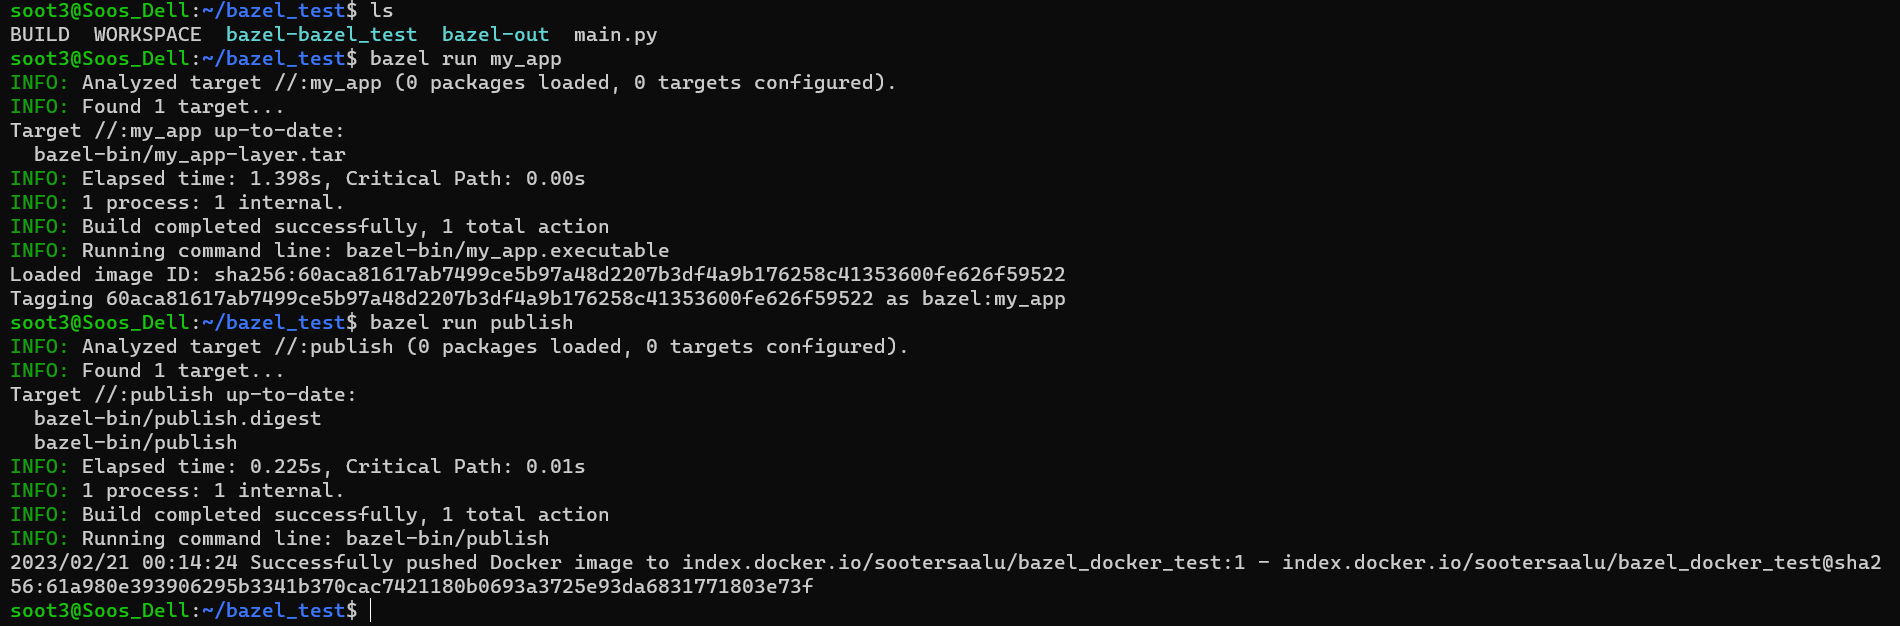 soot3@Soos_Dell:~/bazel_test$ ls
BUILD  WORKSPACE  bazel-bazel_test  bazel-out  main.py
soot3@Soos_Dell:~/bazel_test$ bazel run my_app
INFO: Analyzed target //:my_app (0 packages loaded, 0 targets configured).
INFO: Found 1 target...
Target //:my_app up-to-date:
  bazel-bin/my_app-layer.tar
INFO: Elapsed time: 1.398s, Critical Path: 0.00s
INFO: 1 process: 1 internal.
INFO: Build completed successfully, 1 total action
INFO: Running command line: bazel-bin/my_app.executable
Loaded image ID: sha256:60aca81617ab7499ce5b97a48d2207b3df4a9b176258c41353600fe626f59522
Tagging 60aca81617ab7499ce5b97a48d2207b3df4a9b176258c41353600fe626f59522 as bazel:my_app
soot3@Soos_Dell:~/bazel_test$ bazel run publish
INFO: Analyzed target //:publish (0 packages loaded, 0 targets configured).
INFO: Found 1 target...
Target //:publish up-to-date:
  bazel-bin/publish.digest
  bazel-bin/publish
INFO: Elapsed time: 0.225s, Critical Path: 0.01s
INFO: 1 process: 1 internal.
INFO: Build completed successfully, 1 total action
INFO: Running command line: bazel-bin/publish
2023/02/21 00:14:24 Successfully pushed Docker image to index.docker.io/sootersaalu/bazel_docker_test:1 - index.docker.io/sootersaalu/bazel_docker_test@sha2
56:61a980e393906295b3341b370cac7421180b0693a3725e93da6831771803e73f
soot3@Soos_Dell:~/bazel_test$